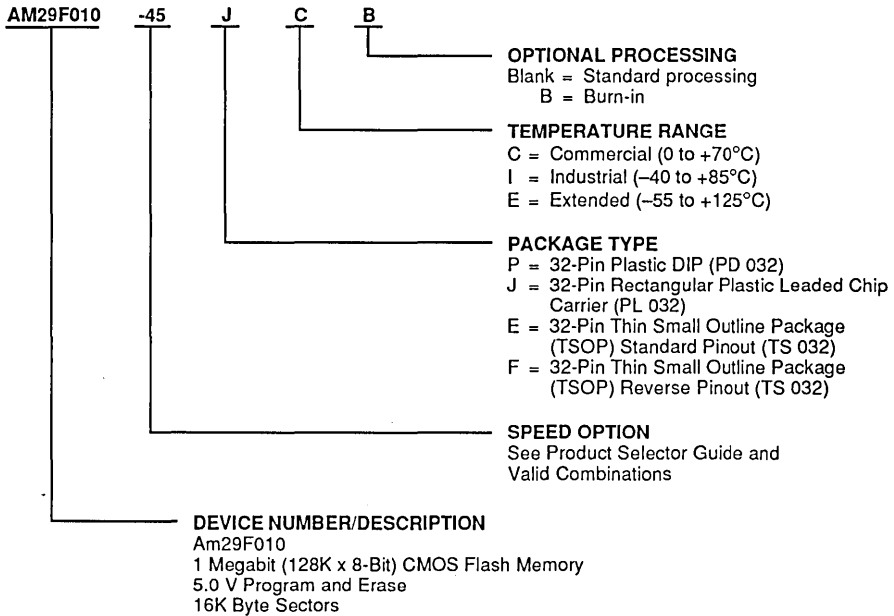 AM29F010 -45 J C B
OPTIONAL PROCESSING
Blank = Standard processing
B = Burn-in
TEMPERATURE RANGE
C = Commercial (0 to +70°C)
I = Industrial (–40 to +85°C)
E = Extended (–55 to +125°C)
PACKAGE TYPE
P = 32-Pin Plastic DIP (PD 032)
J = 32-Pin Rectangular Plastic Leaded Chip
Carrier (PL 032)
E = 32-Pin Thin Small Outline Package
(TSOP) Standard Pinout (TS 032)
F = 32-Pin Thin Small Outline Package
(TSOP) Reverse Pinout (TS 032)
SPEED OPTION
See Product Selector Guide and
Valid Combinations
DEVICE NUMBER/DESCRIPTION
Am29F010
1 Megabit (128K x 8-Bit) CMOS Flash Memory
5.0 V Program and Erase
16K Byte Sectors